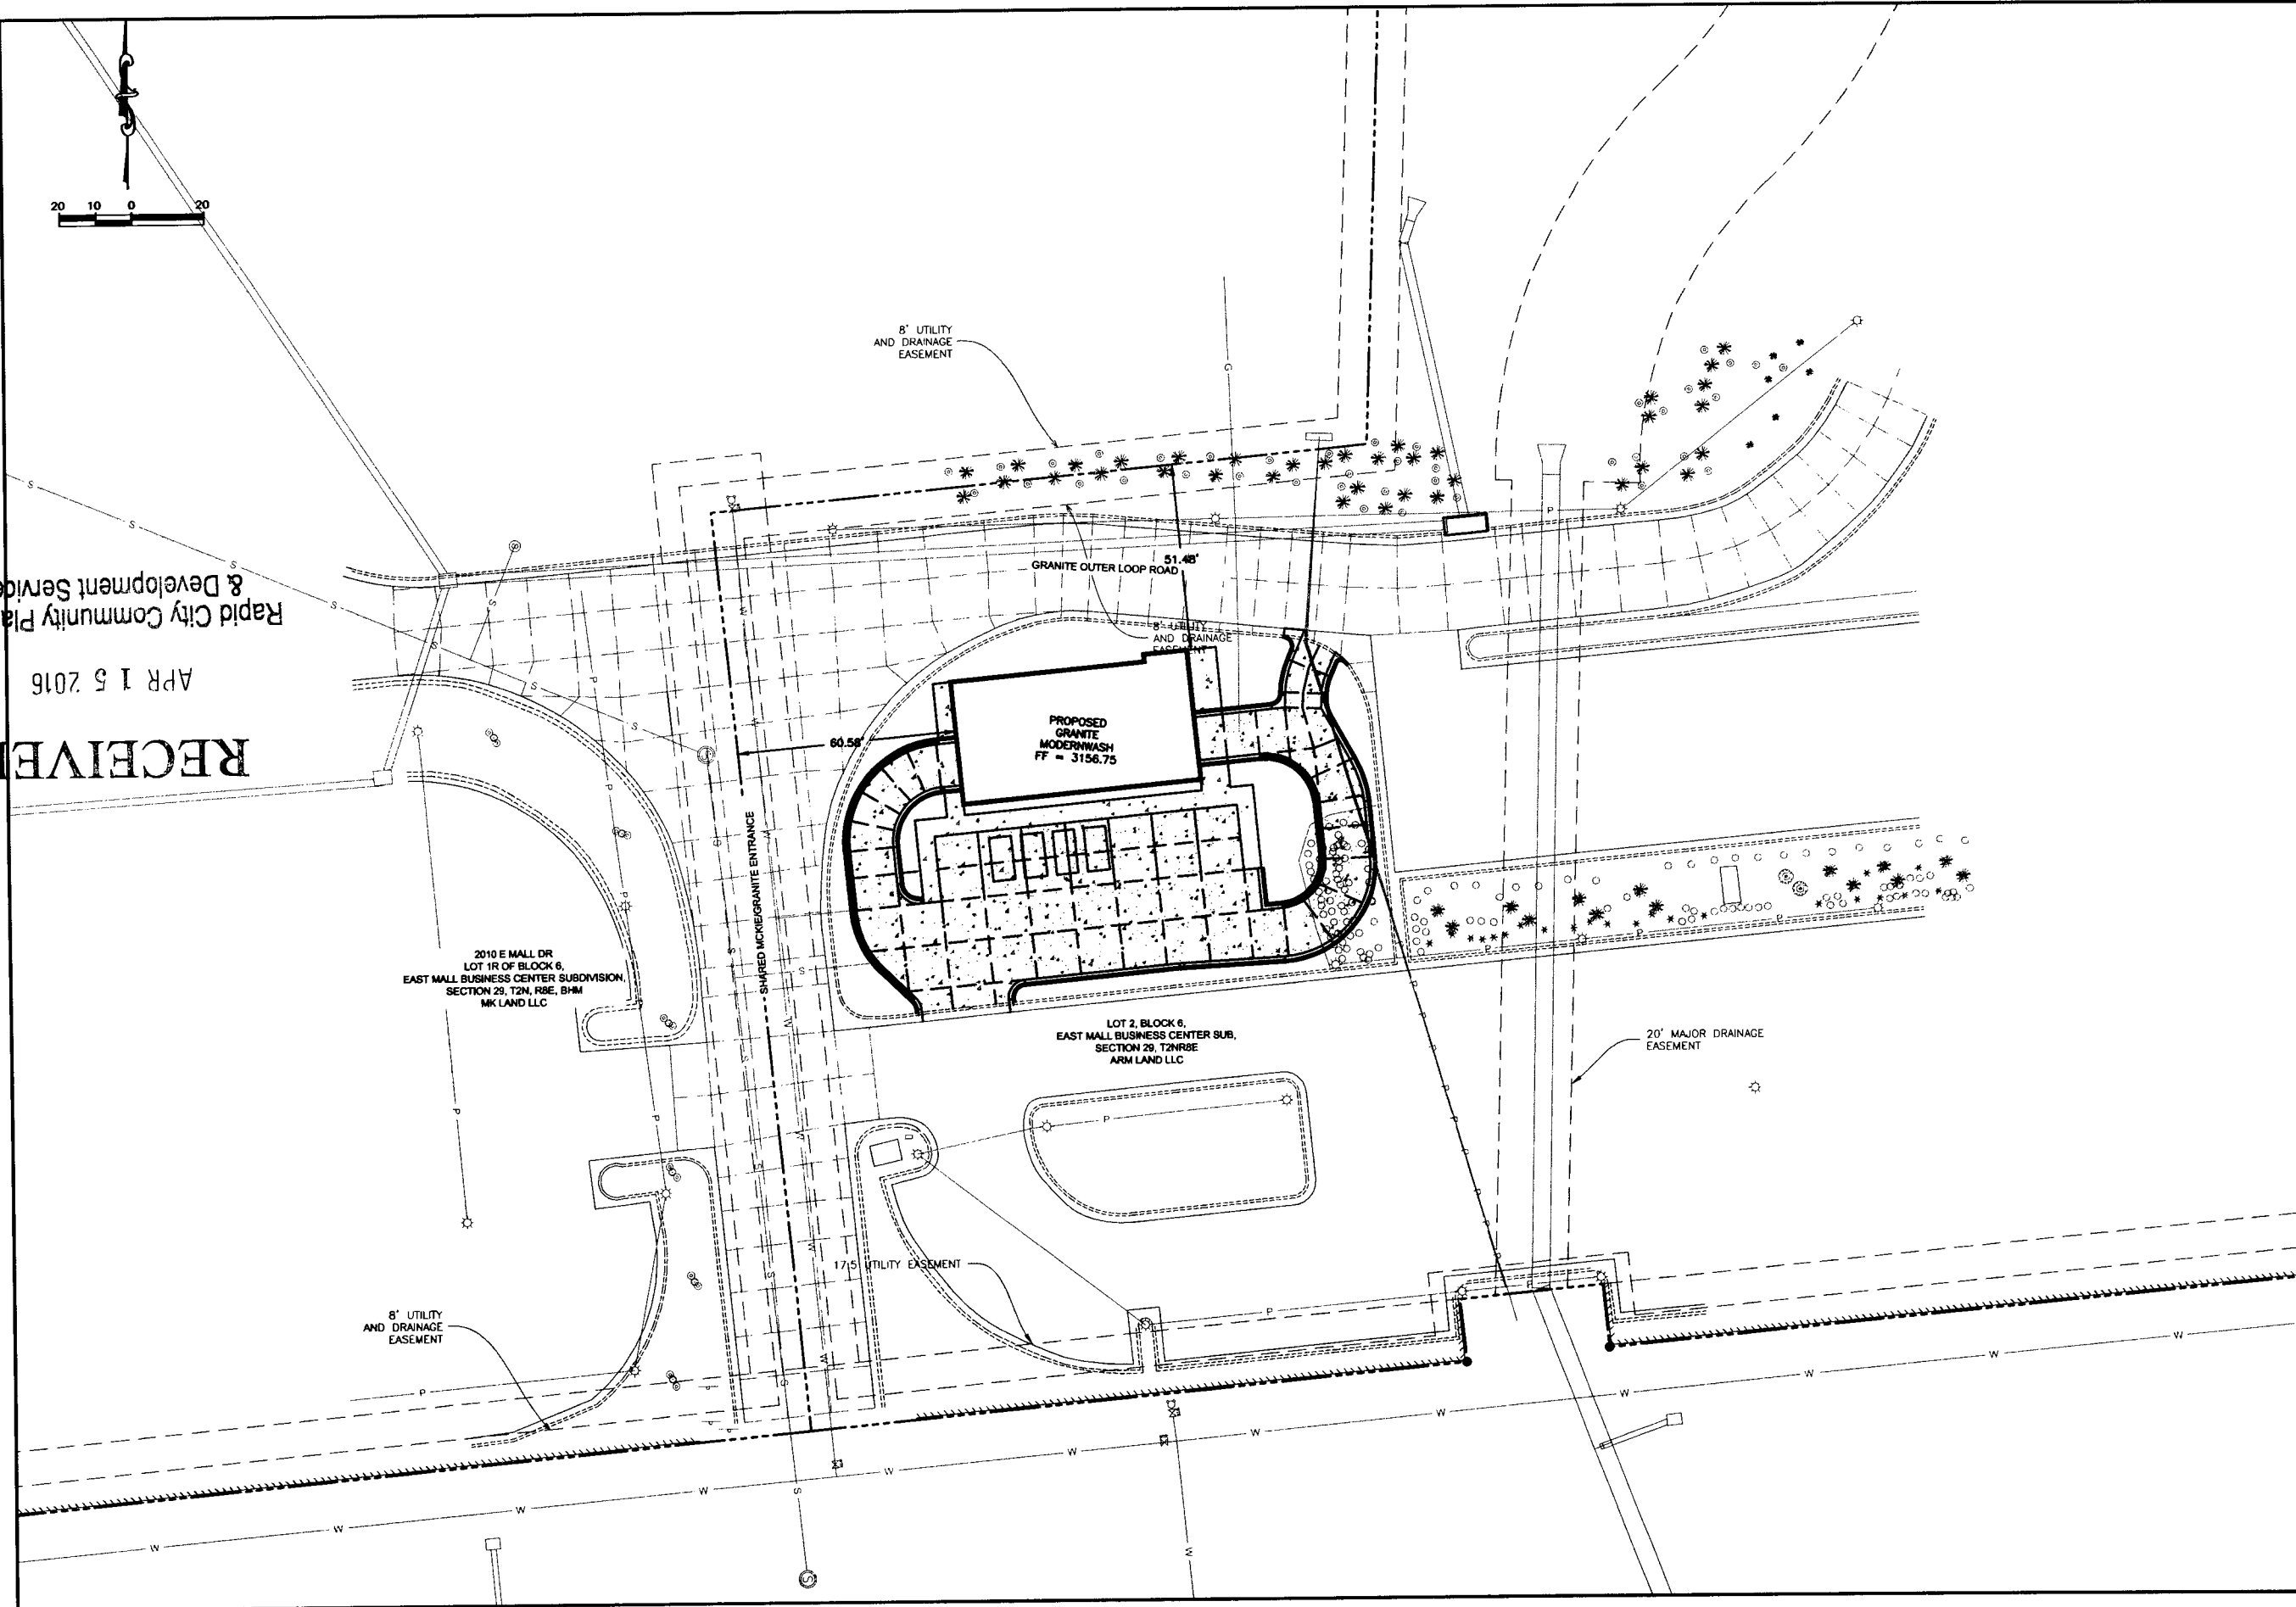 20 10 0 20
8' UTILITY
AND DRAINAGE
EASEMENT
G
51.48'
GRANITE OUTER LOOP ROAD
8' UTILITY
AND DRAINAGE
EASEMENT
PROPOSED
GRANITE
MODERNWASH
FF = 3156.75
60.58'
SHARED MCKIE/GRANITE ENTRANCE
RECEIVE
APR 15 2016
Rapid City Community Pla
& Development Service
2010 E MALL DR
LOT 1R OF BLOCK 6,
EAST MALL BUSINESS CENTER SUBDIVISION,
SECTION 29, T2N, R8E, BHM
MK LAND LLC
LOT 2, BLOCK 6,
EAST MALL BUSINESS CENTER SUB,
SECTION 29, T2NR8E
ARM LAND LLC
20' MAJOR DRAINAGE
EASEMENT
17.5 UTILITY EASEMENT
8' UTILITY
AND DRAINAGE
EASEMENT